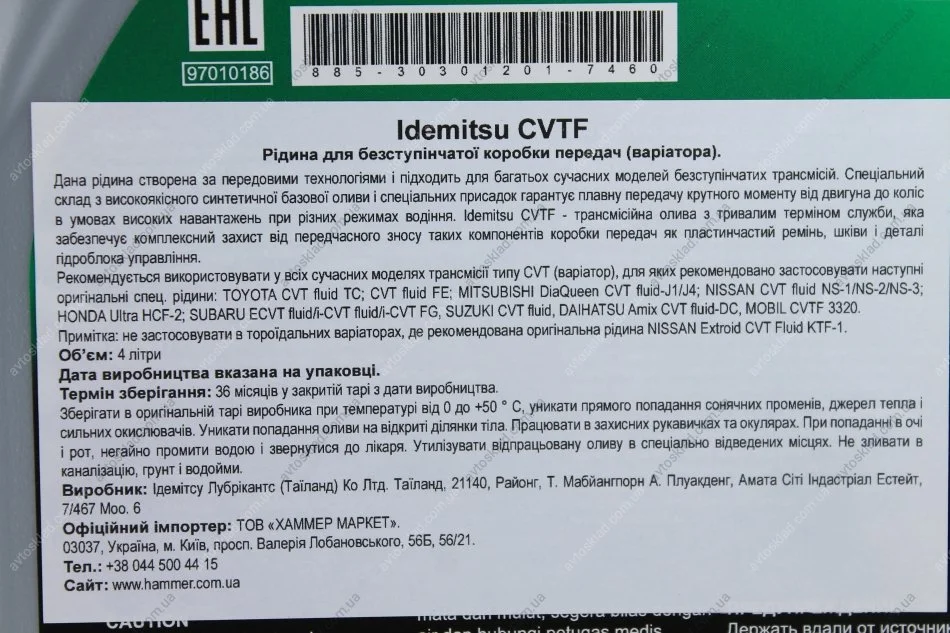 EAC
97010186
885-30301201-7460
Idemitsu CVTF
Рідина для безступінчатої коробки передач (варіатора).
Дана рідина створена за передовими технологіями і підходить для багатьох сучасних моделей безступінчатих трансмісій. Спеціальний
склад з високоякісного синтетичної базової оливи і спеціальних присадок гарантує плавну передачу крутного моменту від двигуна до коліс
в умовах високих навантажень при різних режимах водіння. Idemitsu CVTF - трансмісійна олива з тривалим терміном служби, яка
забезпечує комплексний захист від передчасного зносу таких компонентів коробки передач як пластинчастий ремінь, шківи і деталі
гідроблока управління.
Рекомендується використовувати у всіх сучасних моделях трансмісії типу CVT (варіатор), для яких рекомендовано застосовувати наступні
оригінальні спец. рідини: TOYOTA CVT fluid TC; CVT fluid FE; MITSUBISHI DiaQueen CVT fluid-J1/J4; NISSAN CVT fluid NS-1/NS-2/NS-3;
HONDA Ultra HCF-2; SUBARU ECVT fluid/i-CVT fluid/i-CVT FG, SUZUKI CVT fluid, DAIHATSU Amix CVT fluid-DC, MOBIL CVTF 3320.
Примітка: не застосовувати в тороїдальних варіаторах, де рекомендована оригінальна рідина NISSAN Extroid CVT Fluid KTF-1.
Об'єм: 4 літри
Дата виробництва вказана на упаковці.
Термін зберігання: 36 місяців у закритій тарі з дати виробництва.
Зберігати в оригінальній тарі виробника при температурі від 0 до +50 ° С, уникати прямого попадання сонячних променів, джерел тепла і
сильних окислювачів. Уникати попадання оливи на відкриті ділянки тіла. Працювати в захисних рукавичках та окулярах. При попаданні в очі
і рот, негайно промити водою і звернутися до лікаря. Утилізувати відпрацьовану оливу в спеціально відведених місцях. Не зливати в
каналізацію, грунт і водойми.
Виробник: Ідемітсу Лубрікантс (Таїланд) Ко Лтд. Таїланд, 21140, Районг, Т. Мабйангпорн А. Плуакденг, Амата Сіті Індастріал Естейт,
7/467 Моо. 6
Офіційний імпортер: ТОВ «ХАММЕР МАРКЕТ».
03037, Україна, м. Київ, просп. Валерія Лобановського, 56Б, 56/21.
Тел.: +38 044 500 44 15
Сайт: www.hammer.com.ua
CAUTION
mata dan mulut, segera bilas dengan
dan hubungi petugas medis.
Держать вдали от источни